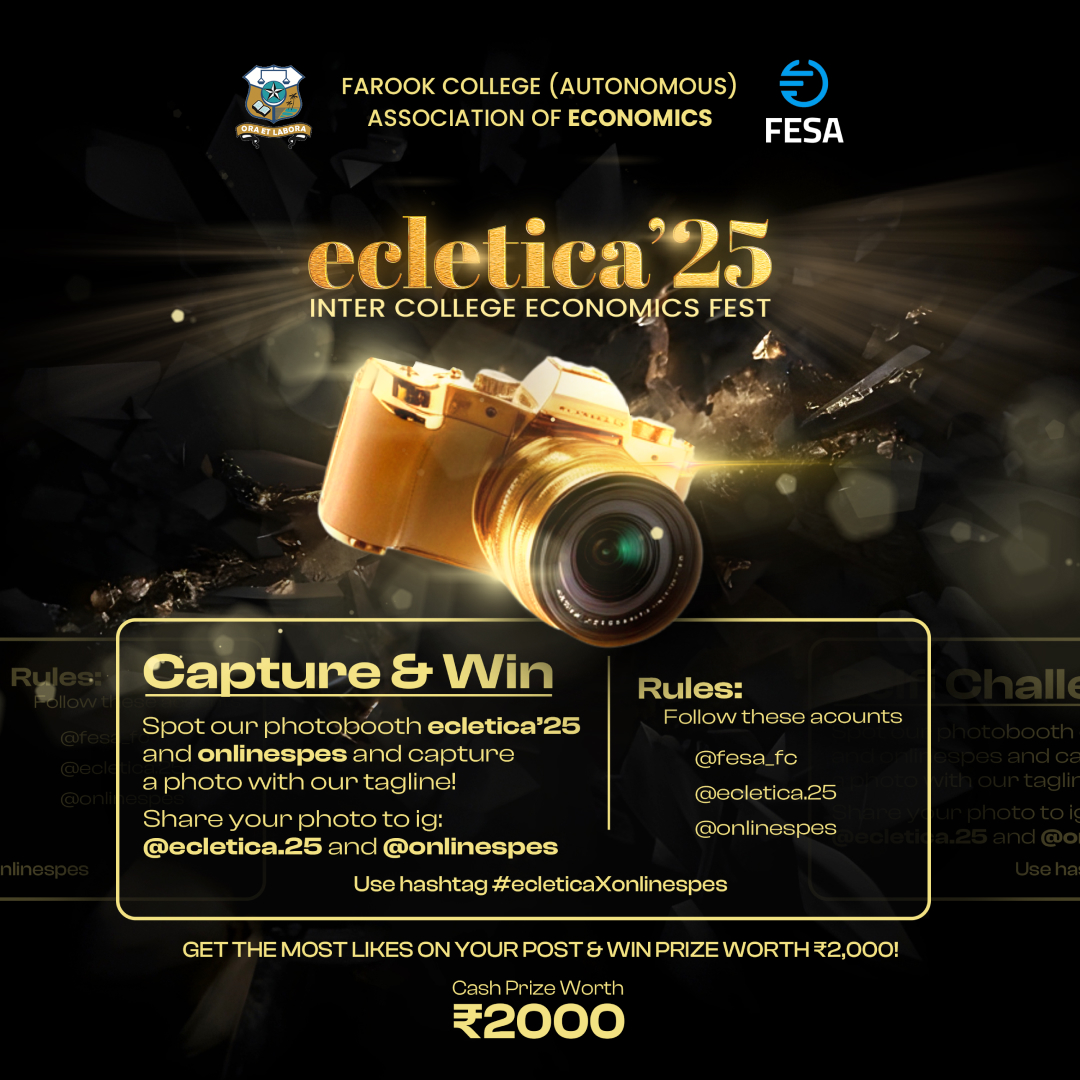 FAROOK COLLEGE (AUTONOMOUS)
ASSOCIATION OF ECONOMICS
ORA ET LABORA
FESA
ecletica’25
INTER COLLEGE ECONOMICS FEST
Capture & Win
Spot our photobooth ecletica’25
and onlinespes and capture
a photo with our tagline!
Share your photo to ig:
@ecletica.25 and @onlinespes
Rules:
Follow these acounts
@fesa_fc
@ecletica.25
@onlinespes
Use hashtag #ecleticaXonlinespes
Rules:
GET THE MOST LIKES ON YOUR POST & WIN PRIZE WORTH ₹2,000!
Cash Prize Worth
₹2000